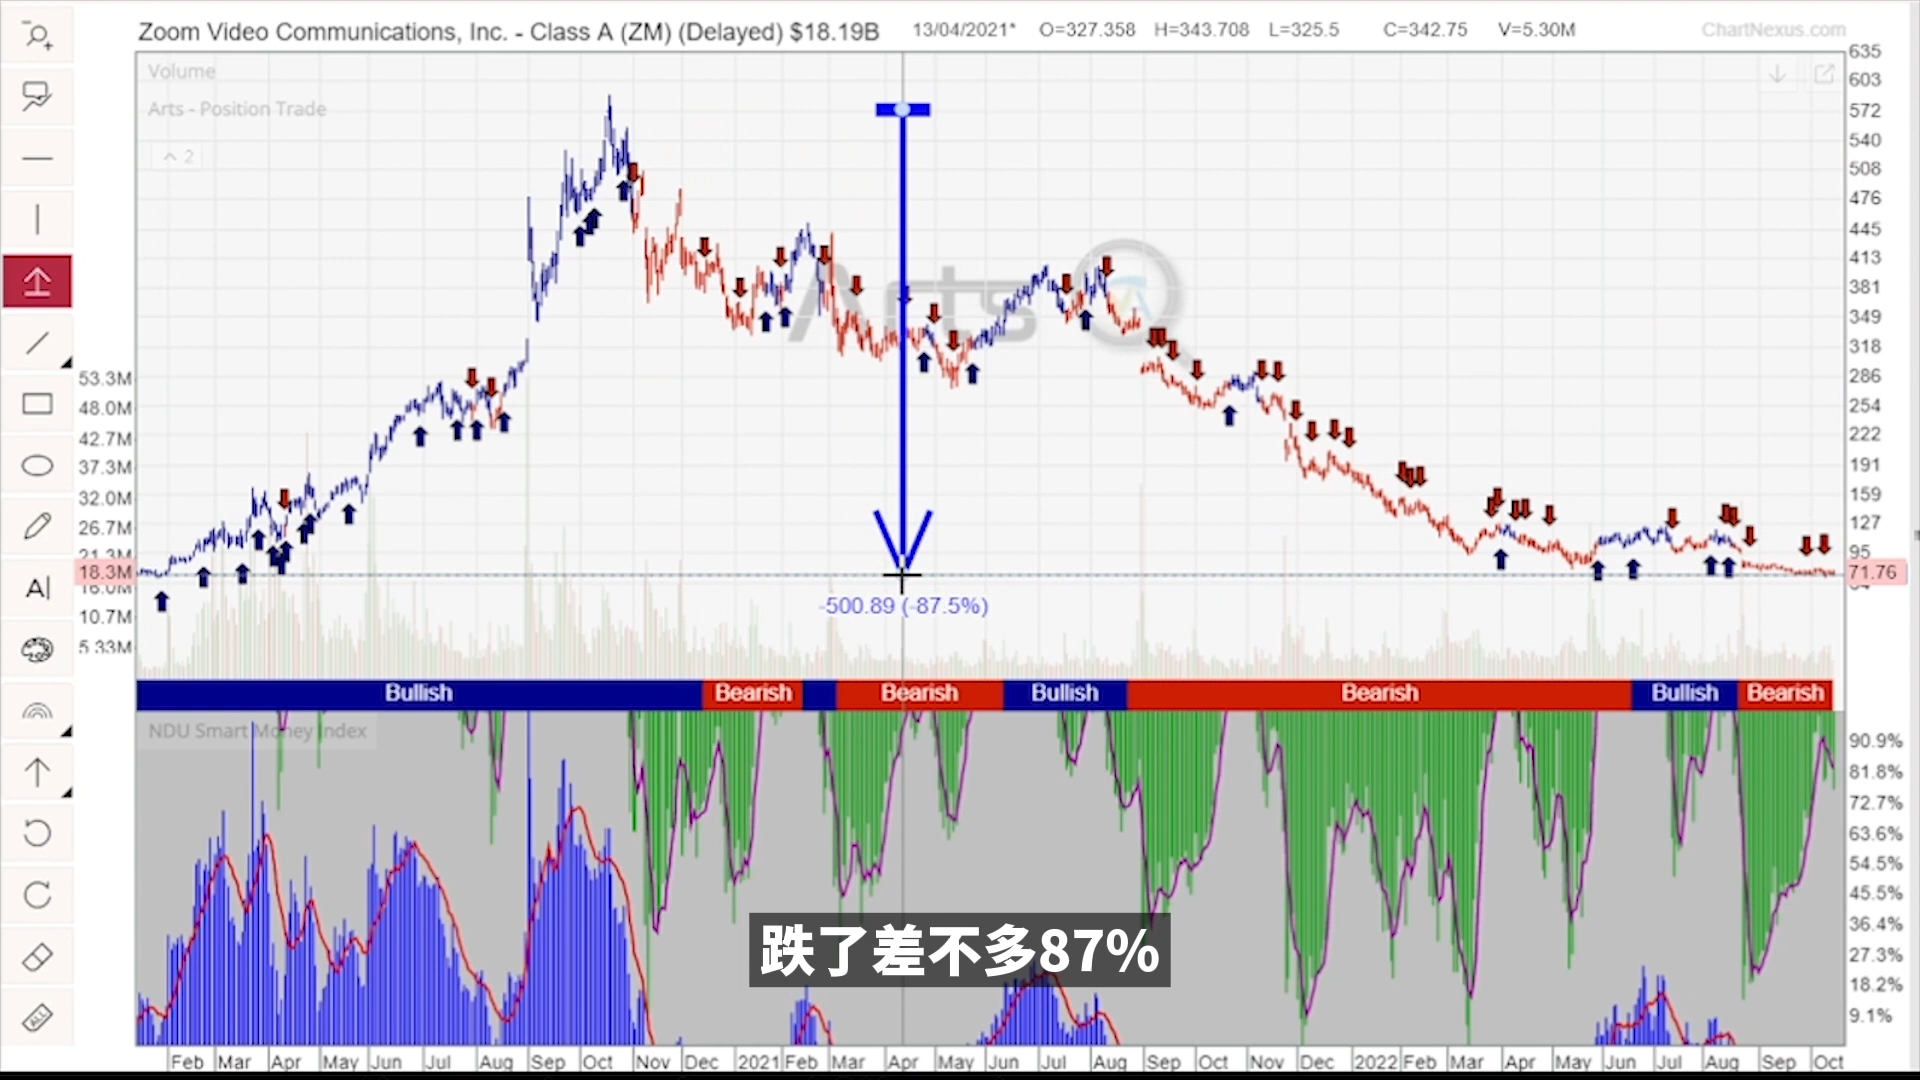 Zoom Video Communications, Inc. - Class A (ZM) (Delayed) $18.19B 13/04/2021* O=327.358 H=343.708 L=325.5 C=342.75 V=5.30M ChartNexus.com
Volume
Arts - Position Trade
2
635
603
572
540
508
476
445
413
381
349
318
286
254
222
191
159
127
95
71.76
Arts
53.3M
48.0M
42.7M
37.3M
32.0M
26.7M
21.3M
18.3M
16.0M
10.7M
5.33M
A|
-500.89 (-87.5%)
Bullish Bearish Bearish Bullish Bearish Bullish Bearish
NDU Smart Money Index
90.9%
81.8%
72.7%
63.6%
54.5%
45.5%
36.4%
27.3%
18.2%
9.1%
跌了差不多87%
ALL
Feb Mar Apr May Jun Jul Aug Sep Oct Nov Dec 2021 Feb Mar Apr May Jun Jul Aug Sep Oct Nov Dec 2022 Feb Mar Apr May Jun Jul Aug Sep Oct